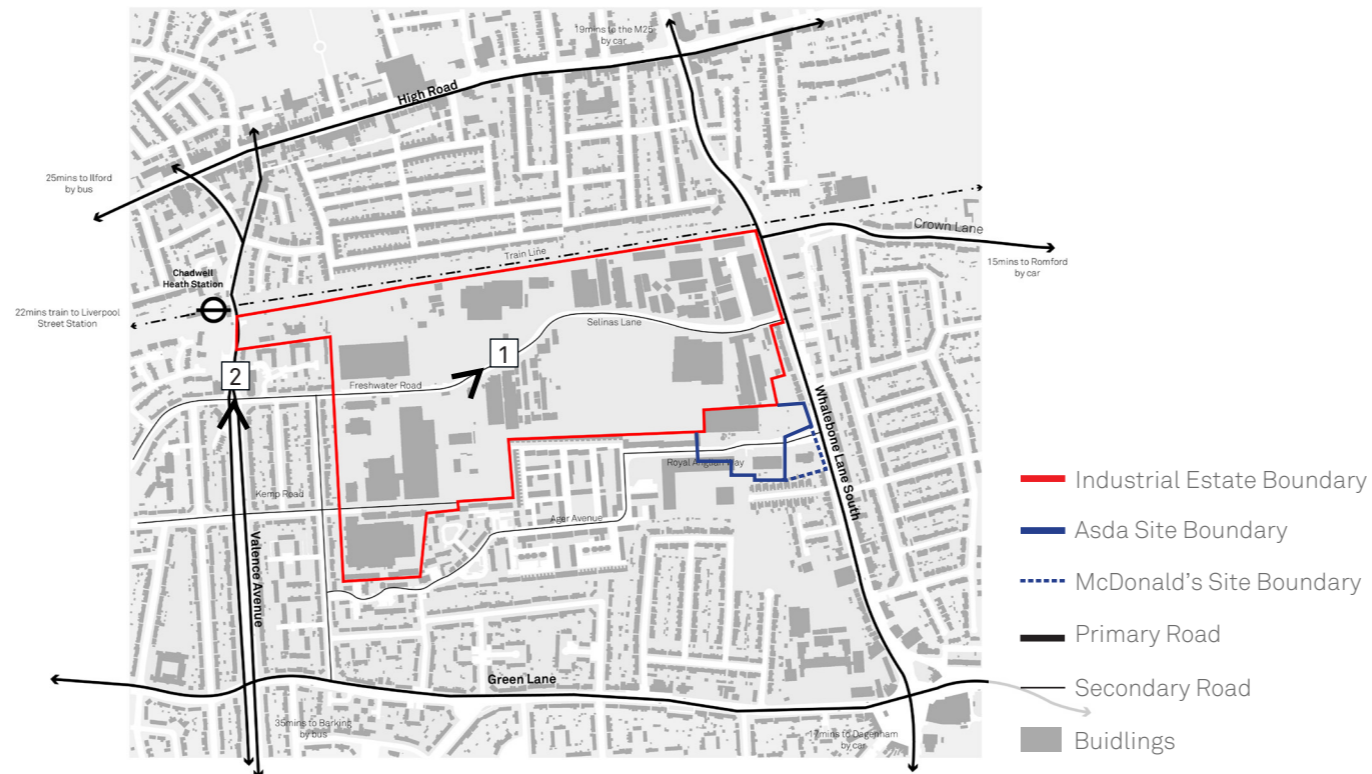 19mins to the M25
by car
High Road
25mins to Ilford
by bus
Crown Lane
15mins to Romford
by car
Train Line
Chadwell
Heath Station
22mins train to Liverpool
Street Station
Selinas Lane
1
2
Freshwater Road
Whalebone Lane South
Royal Anglian Way
Kemp Road
Agar Avenue
Valence Avenue
Green Lane
35mins to Barking
by bus
17mins to Dagenham
by car
Industrial Estate Boundary
Asda Site Boundary
McDonald's Site Boundary
Primary Road
Secondary Road
Buidlings